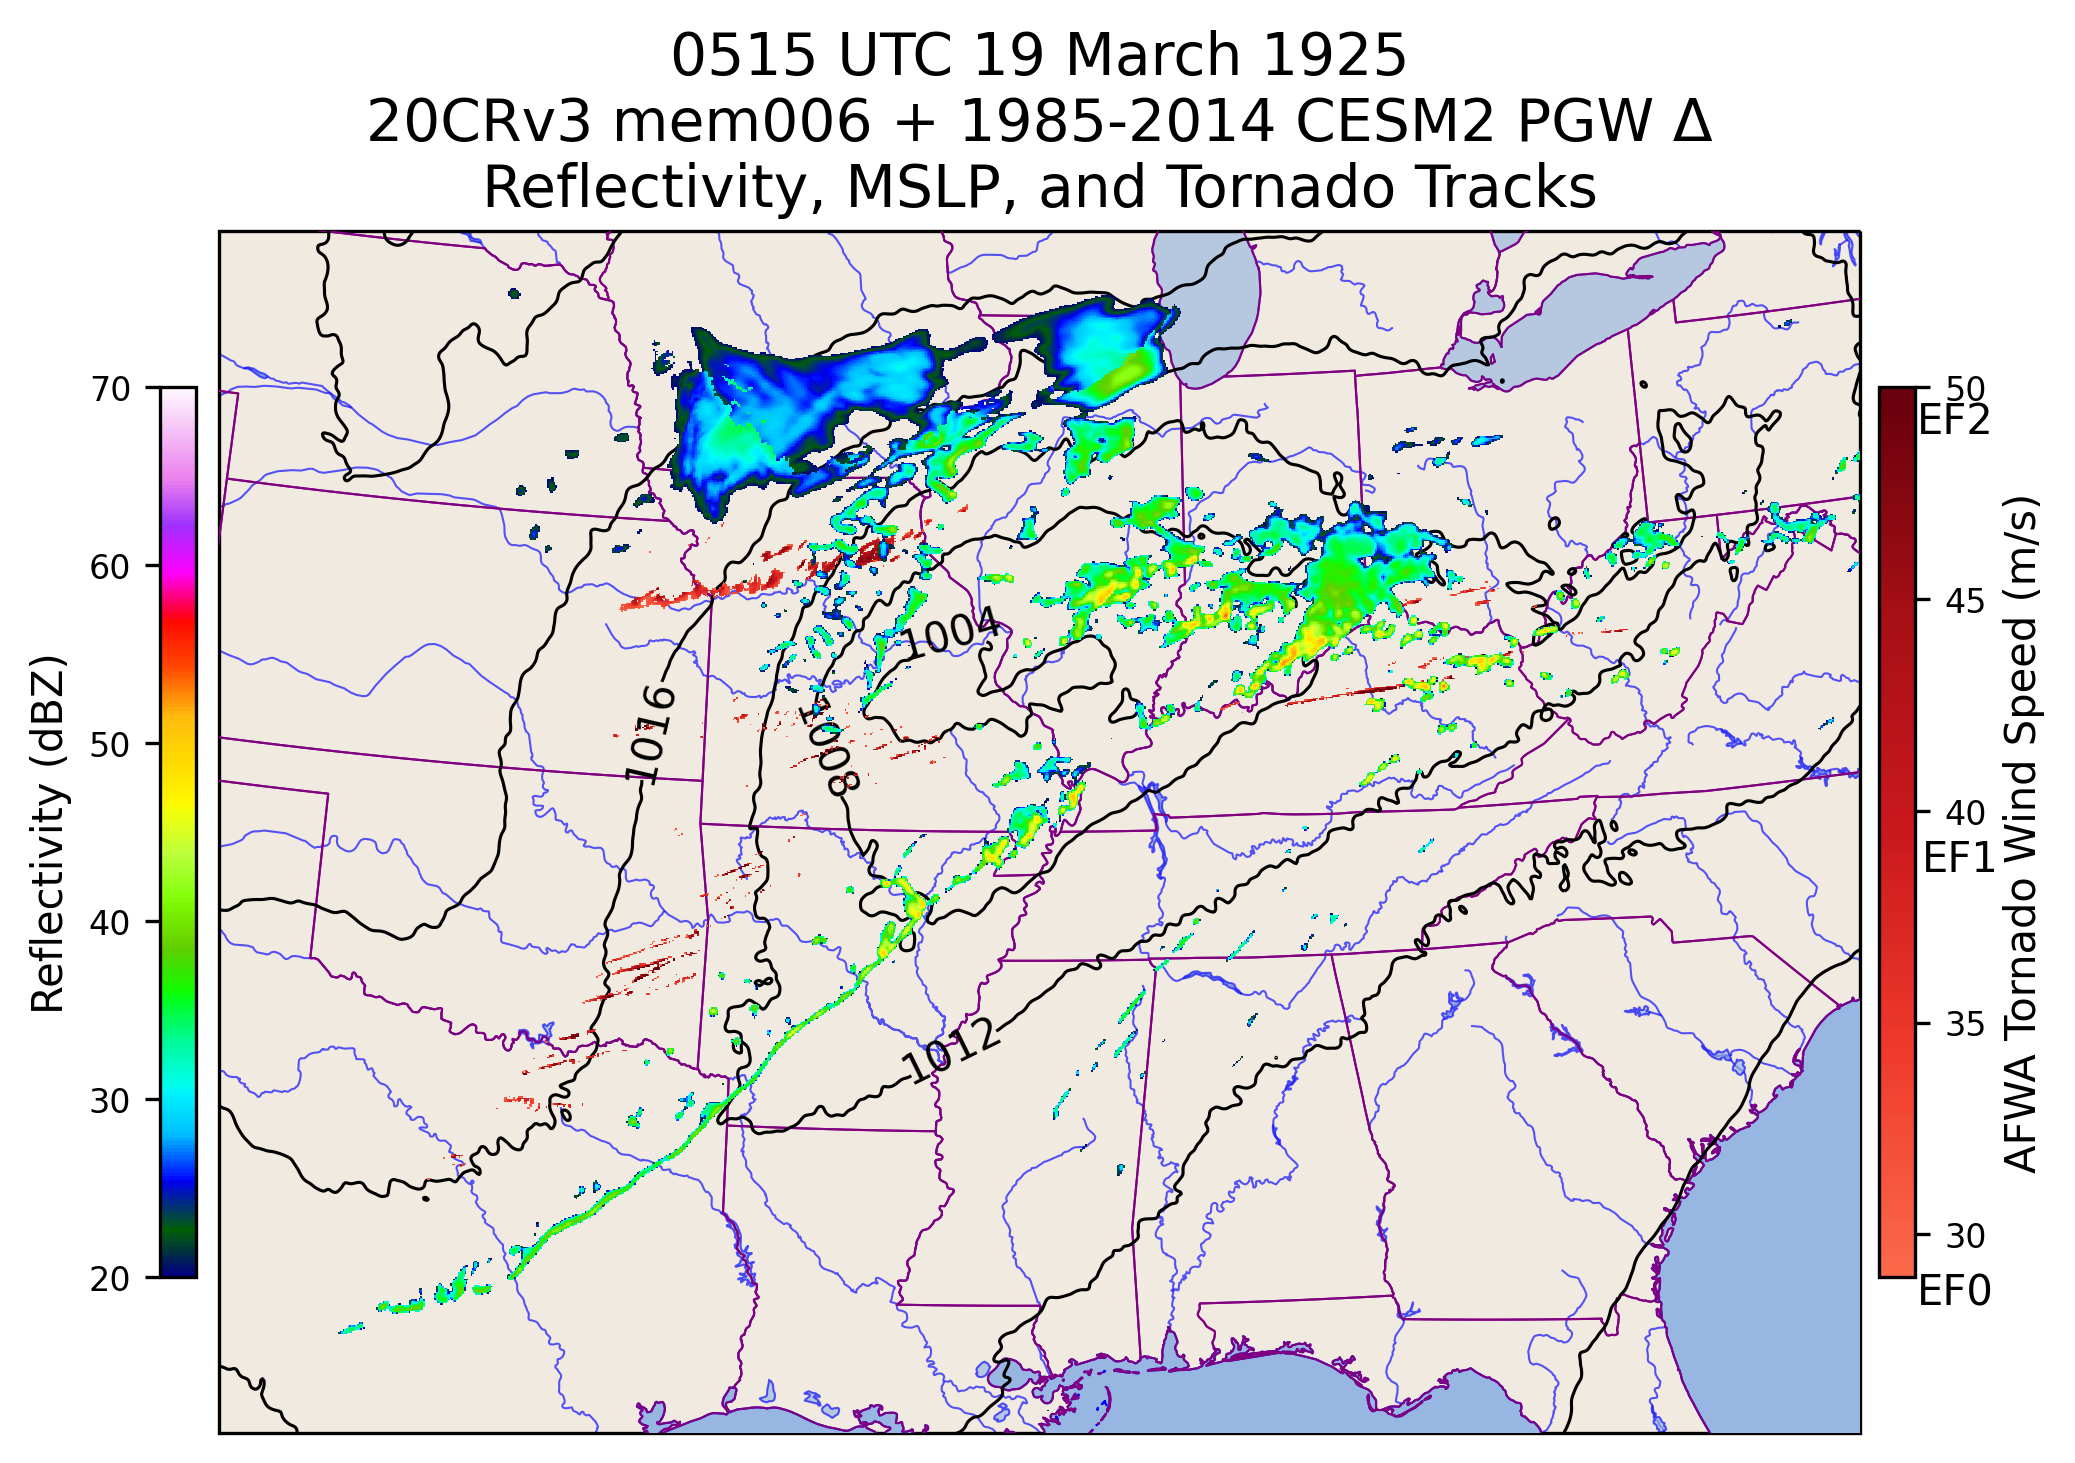 0515 UTC 19 March 1925
20CRv3 mem006 + 1985-2014 CESM2 PGW Δ
Reflectivity, MSLP, and Tornado Tracks
Reflectivity (dBZ)
70
60
50
40
30
20
1004
1016
1008
1012
50
EF2
45
40
EF1
35
30
EF0
AFWA Tornado Wind Speed (m/s)